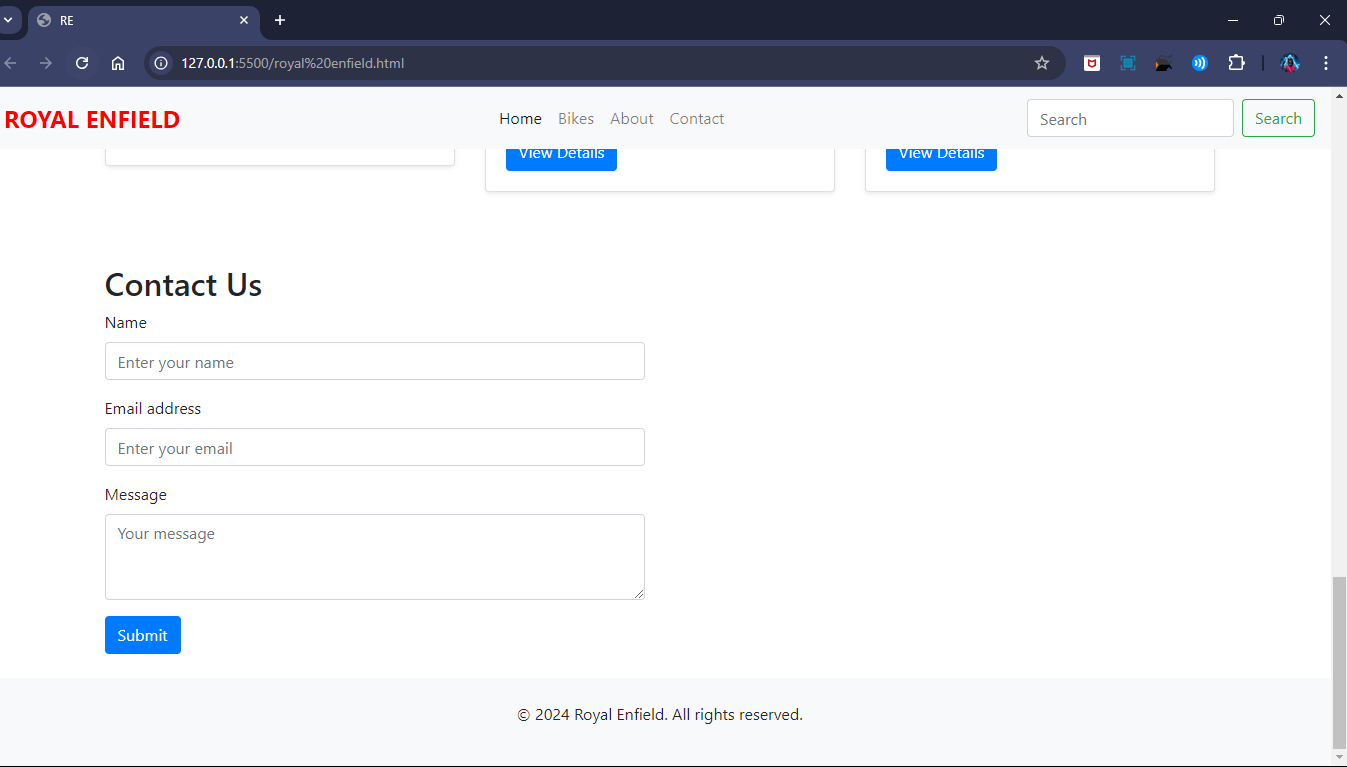 RE
127.0.0.1:5500/royal%20enfield.html
ROYAL ENFIELD Home Bikes About Contact Search Search
View Details View Details
Contact Us
Name
Enter your name
Email address
Enter your email
Message
Your message
Submit
© 2024 Royal Enfield. All rights reserved.